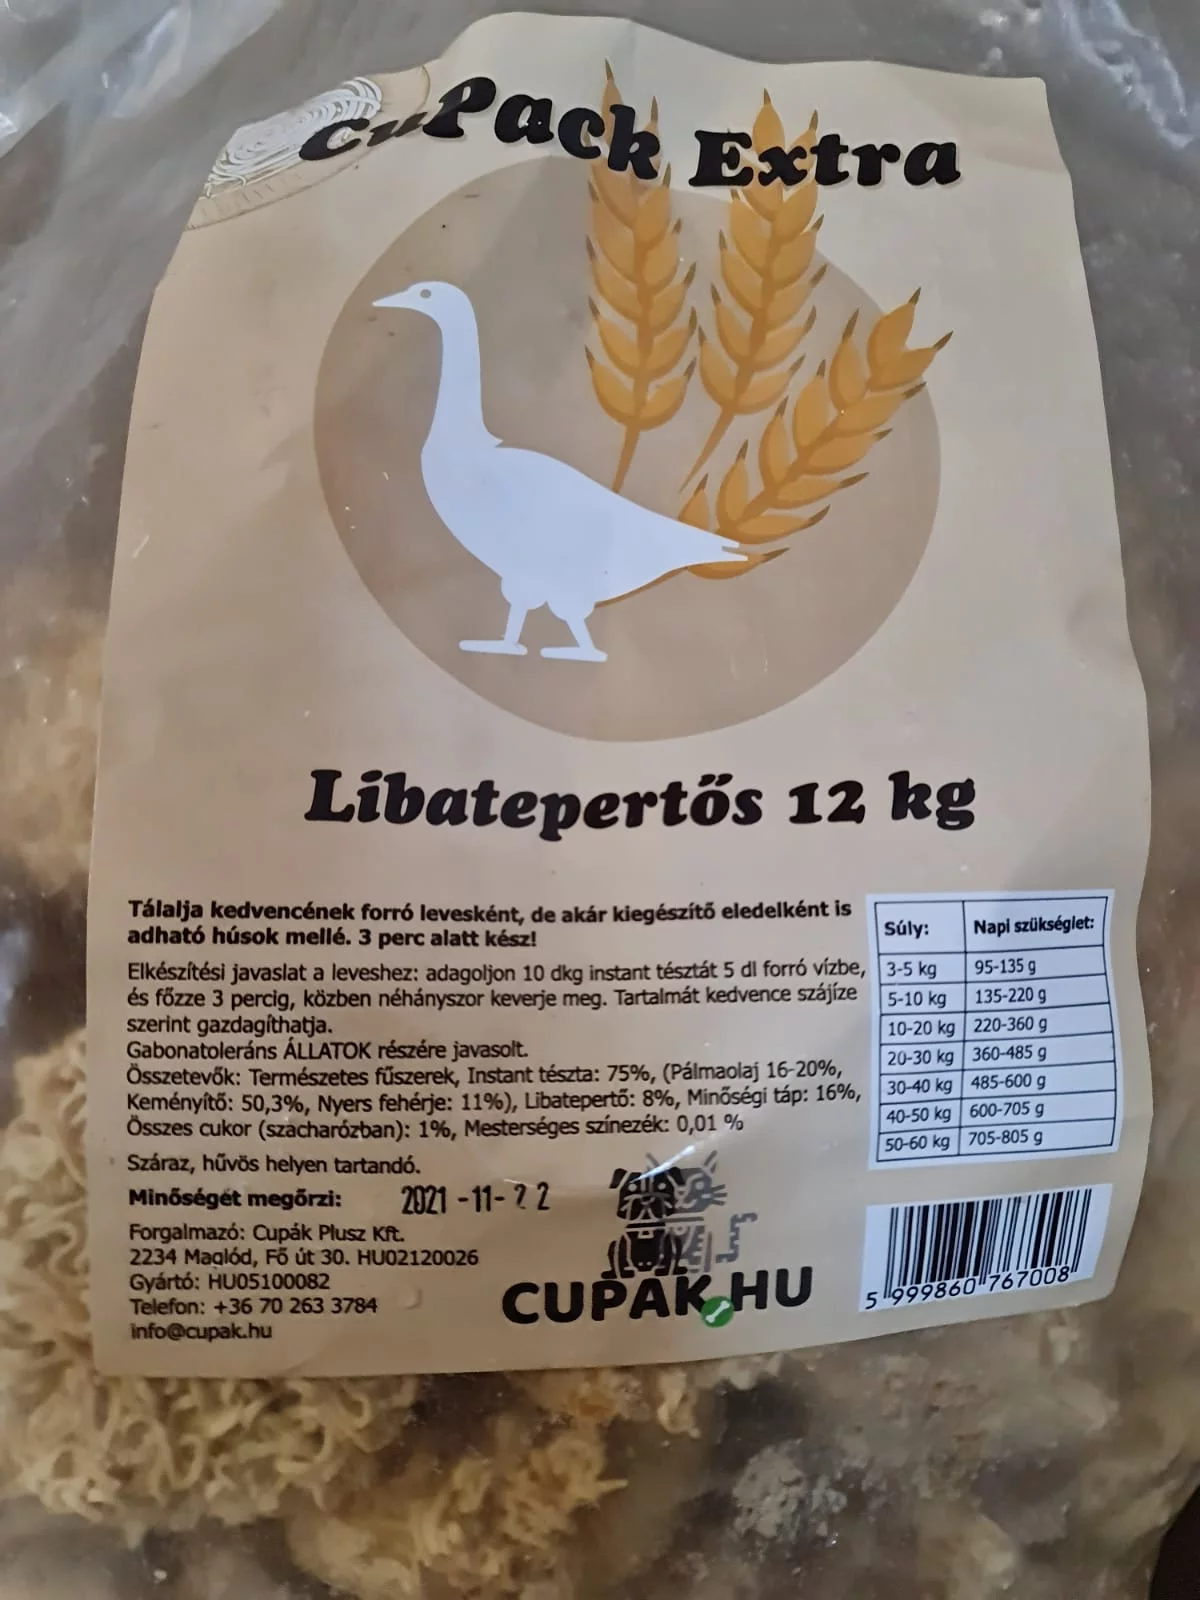 CuPack Extra
Libatepertős 12 kg
Tálalja kedvencének forró levesként, de akár kiegészítő eledelként is
adható húsok mellé. 3 perc alatt kész!
Elkészítési javaslat a leveshez: adagoljon 10 dkg instant tésztát 5 dl forró vízbe,
és főzze 3 percig, közben néhányszor keverje meg. Tartalmát kedvence szájíze
szerint gazdagíthatja.
Gabonatoleráns ÁLLATOK részére javasolt.
Összetevők: Természetes fűszerek, Instant tészta: 75%, (Pálmaolaj 16-20%,
Keményítő: 50,3%, Nyers fehérje: 11%), Libatepertő: 8%, Minőségi táp: 16%,
Összes cukor (szacharózban): 1%, Mesterséges színezék: 0,01 %
Száraz, hűvös helyen tartandó.
Minőségét megőrzi: 2021 -11-
Forgalmazó: Cupák Plusz Kft.
2234 Maglód, Fő út 30. HU02120026
Gyártó: HU05100082
Telefon: +36 70 263 3784
info@cupak.hu
CUPAK.HU
Súly: Napi szükséglet:
3-5 kg 95-135 g
5-10 kg 135-220 g
10-20 kg 220-360 g
20-30 kg 360-485 g
30-40 kg 485-600 g
40-50 kg 600-705 g
50-60 kg 705-805 g
5 999860 767008